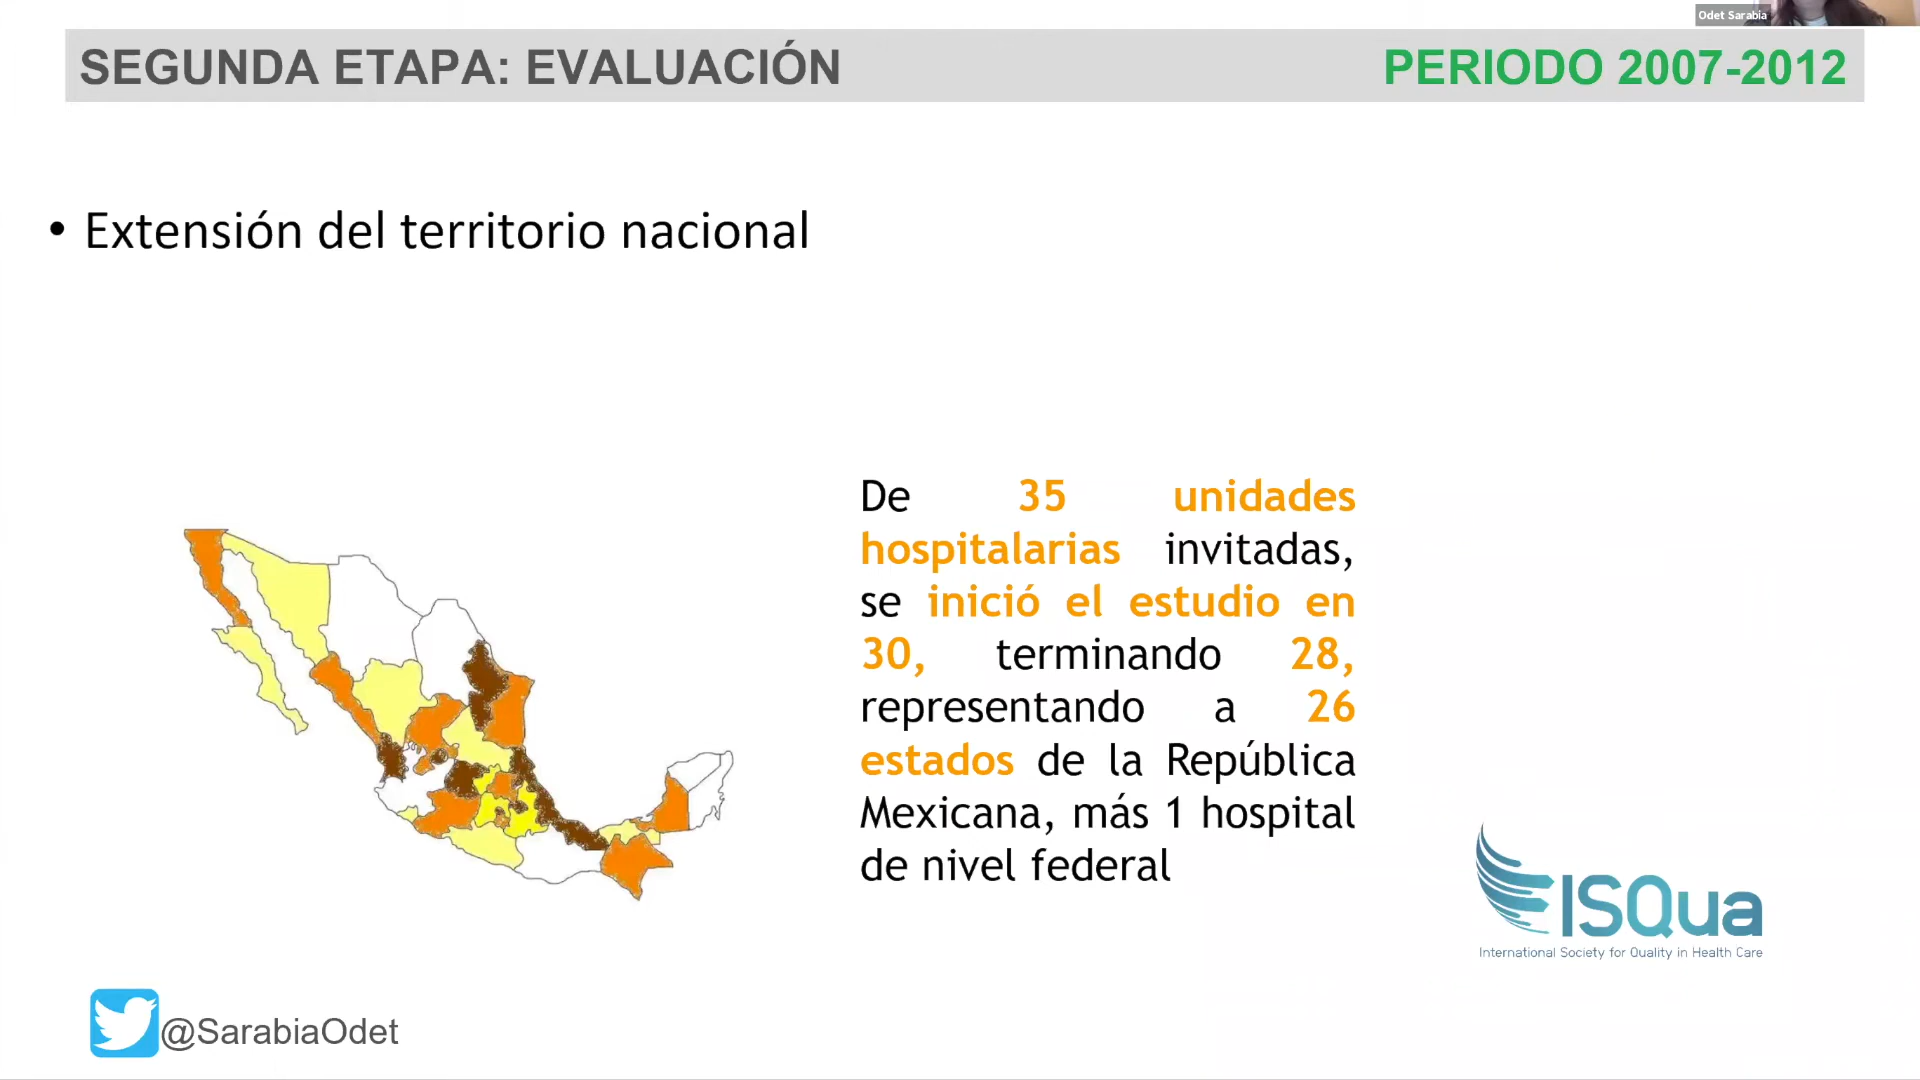 Odet Sarabia
SEGUNDA ETAPA: EVALUACIÓN
PERIODO 2007-2012
• Extensión del territorio nacional
De 35 unidades
hospitalarias invitadas,
se inició el estudio en
30, terminando 28,
representando a 26
estados de la República
Mexicana, más 1 hospital
de nivel federal
ISQua
International Society for Quality in Health Care
@SarabiaOdet